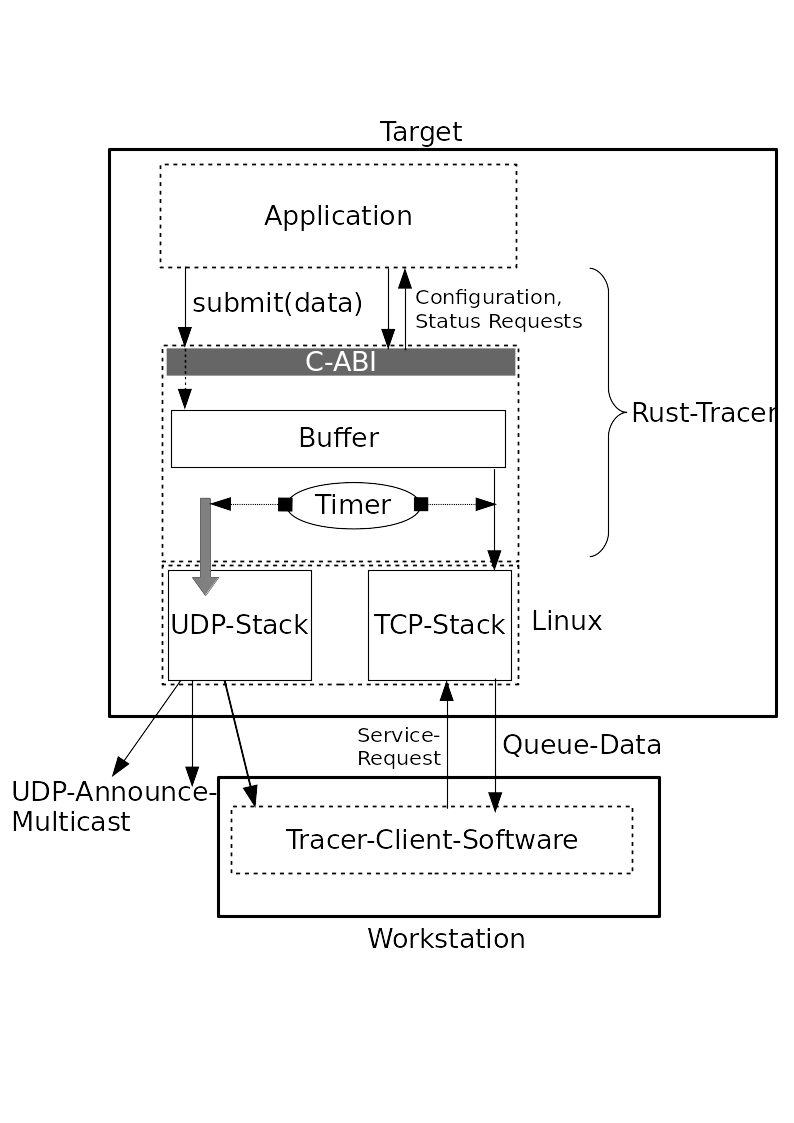 Target
Application
submit(data)
Configuration,
Status Requests
C-ABI
Rust-Tracer
Buffer
Timer
UDP-Stack
TCP-Stack
Linux
Service-
Request
Queue-Data
UDP-Announce-
Multicast
Tracer-Client-Software
Workstation